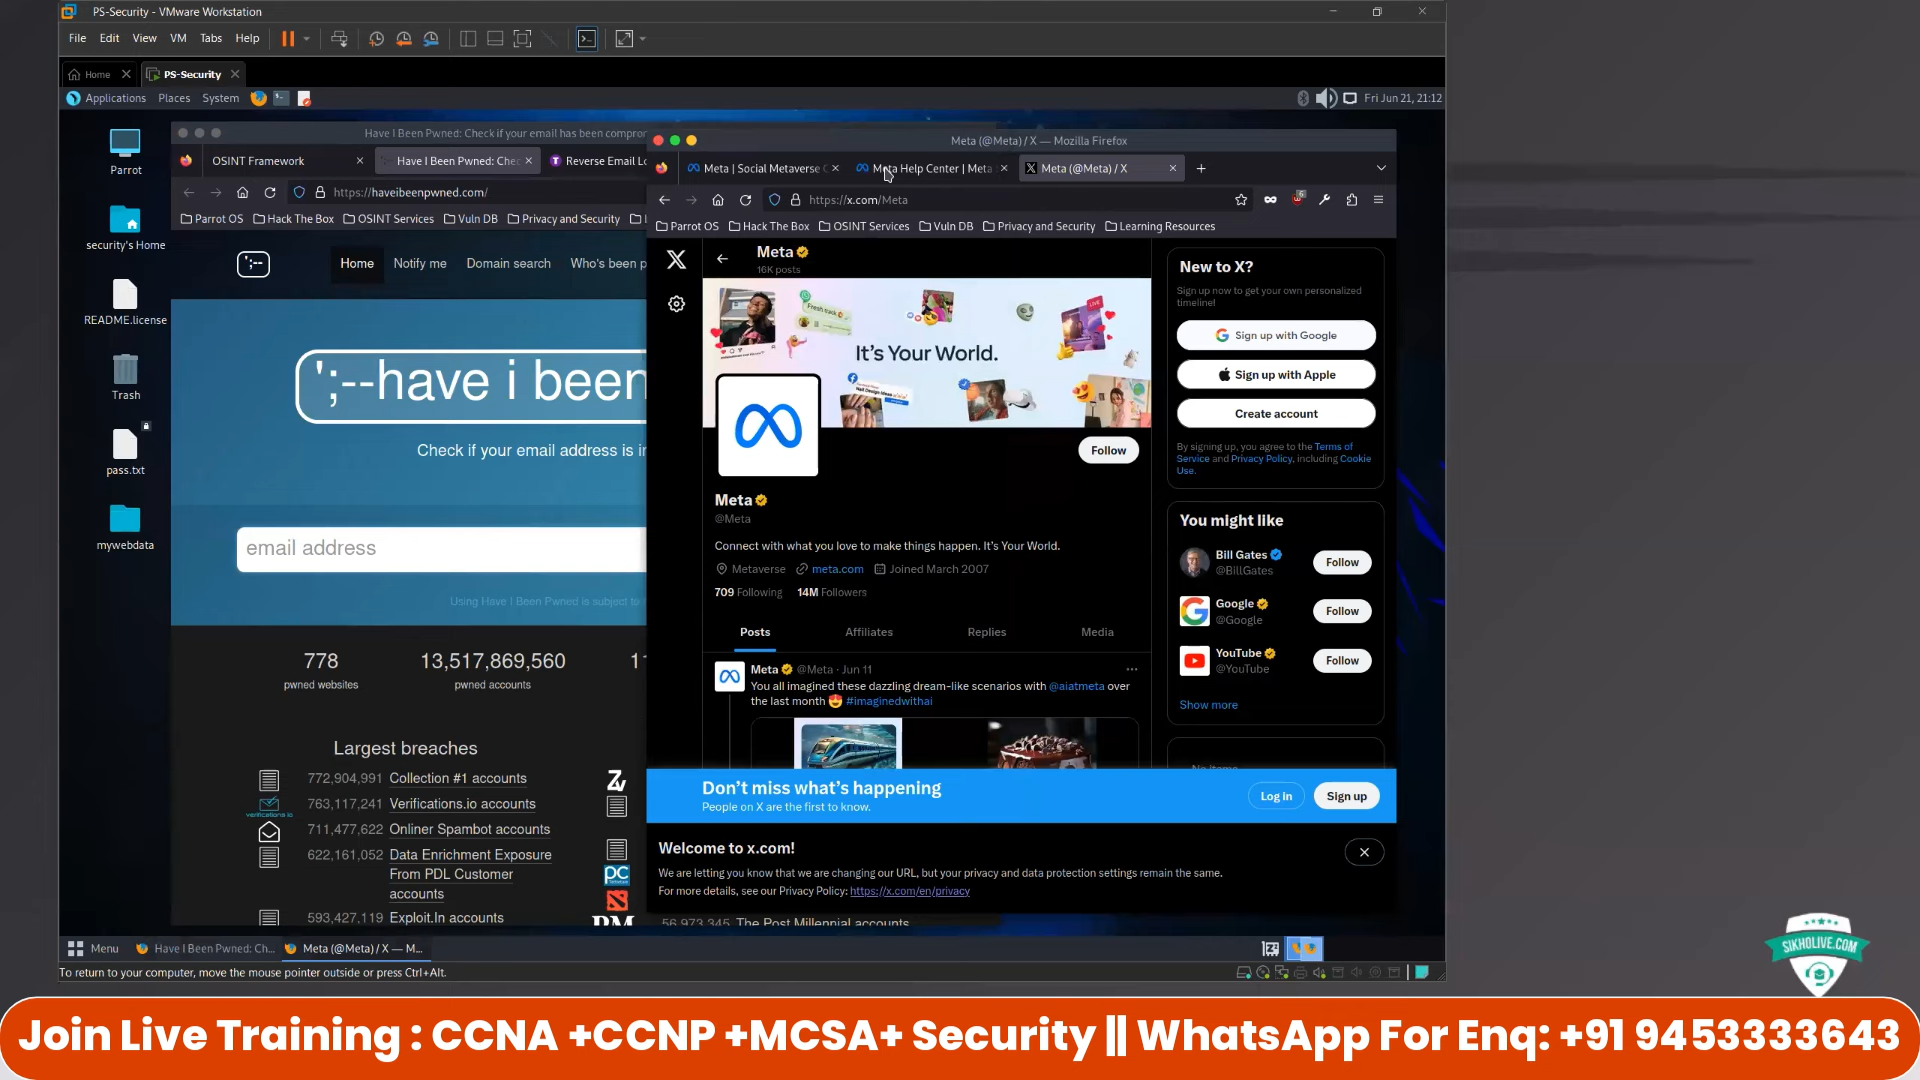 PS-Security - VMware Workstation
File Edit View VM Tabs Help
Home
PS-Security
Applications Places System
Fri Jun 21, 21:12
Parrot
security's Home
README.license
Trash
pass.txt
mywebdata
Have I Been Pwned: Check if your email has been compro
OSINT Framework
Have I Been Pwned: Che
Reverse Email Lo
https://haveibeenpwned.com/
Parrot OS Hack The Box OSINT Services Vuln DB Privacy and Security
';--
Home Notify me Domain search Who's been p
';--have i been
Check if your email address is in
email address
Using Have I Been Pwned is subject to
778
pwned websites
13,517,869,560
pwned accounts
Largest breaches
772,904,991 Collection #1 accounts
763,117,241 Verifications.io accounts
verifications.io
711,477,622 Onliner Spambot accounts
622,161,052 Data Enrichment Exposure
From PDL Customer
accounts
593,427,119 Exploit.In accounts
Zv
PC
56,973,345 The Post Millennial accounts
Meta (@Meta) / X — Mozilla Firefox
Meta | Social Metaverse C
Meta Help Center | Meta
Meta (@Meta) / X
https://x.com/Meta
Parrot OS Hack The Box OSINT Services Vuln DB Privacy and Security Learning Resources
Meta
16K posts
It's Your World.
LIVE
Follow
Meta
@Meta
Connect with what you love to make things happen. It's Your World.
Metaverse meta.com Joined March 2007
709 Following 14M Followers
Posts Affiliates Replies Media
Meta @Meta · Jun 11
You all imagined these dazzling dream-like scenarios with @aiatmeta over
the last month 😍 #imaginedwithai
New to X?
Sign up now to get your own personalized
timeline!
Sign up with Google
Sign up with Apple
Create account
By signing up, you agree to the Terms of
Service and Privacy Policy, including Cookie
Use.
You might like
Bill Gates
@BillGates
Follow
Google
@Google
Follow
YouTube
@YouTube
Follow
Show more
Don't miss what's happening
People on X are the first to know.
Log in
Sign up
Welcome to x.com!
We are letting you know that we are changing our URL, but your privacy and data protection settings remain the same.
For more details, see our Privacy Policy: https://x.com/en/privacy
Menu
Have I Been Pwned: Ch...
Meta (@Meta) / X — M...
To return to your computer, move the mouse pointer outside or press Ctrl+Alt.
SIKHOLIVE.COM
Join Live Training : CCNA +CCNP +MCSA+ Security || WhatsApp For Enq: +91 9453333643